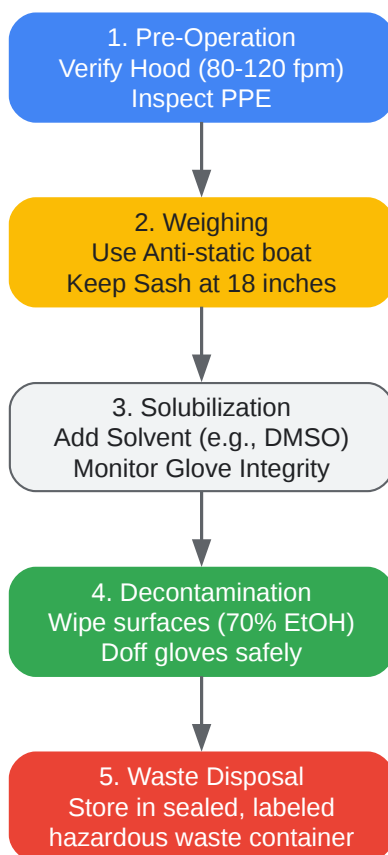 1. Pre-Operation
Verify Hood (80-120 fpm)
Inspect PPE
2. Weighing
Use Anti-static boat
Keep Sash at 18 inches
3. Solubilization
Add Solvent (e.g., DMSO)
Monitor Glove Integrity
4. Decontamination
Wipe surfaces (70% EtOH)
Doff gloves safely
5. Waste Disposal
Store in sealed, labeled
hazardous waste container